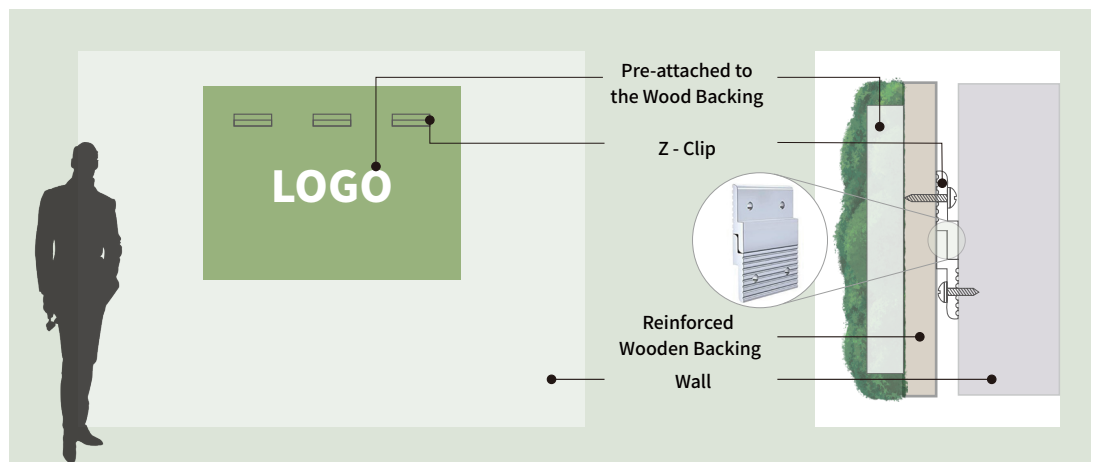 Pre-attached to
the Wood Backing
Z - Clip
LOGO
Reinforced
Wooden Backing
Wall